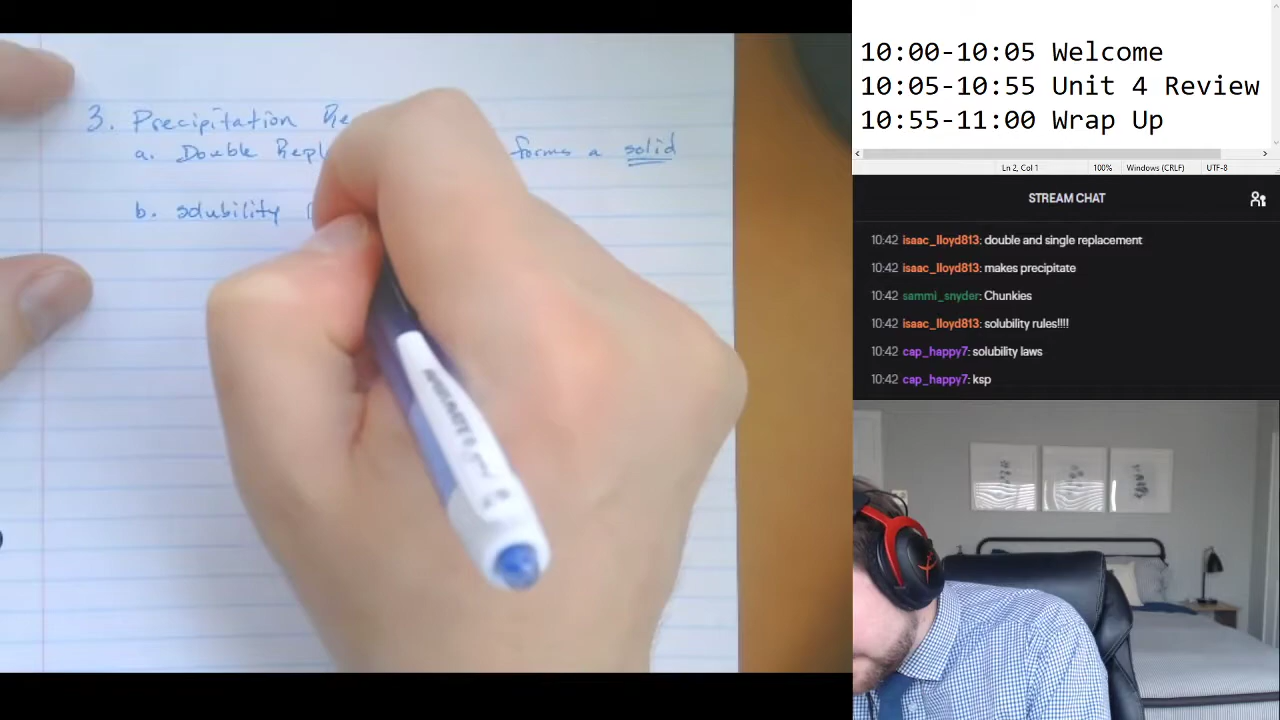 3. Precipitation Re
a. Double Repl forms a solid
b. solubility
10:00-10:05 Welcome
10:05-10:55 Unit 4 Review
10:55-11:00 Wrap Up
Ln 2, Col 1 100% Windows (CRLF) UTF-8
STREAM CHAT
10:42 isaac_lloyd813: double and single replacement
10:42 isaac_lloyd813: makes precipitate
10:42 sammi_snyder: Chunkies
10:42 isaac_lloyd813: solubility rules!!!!
10:42 cap_happy7: solubility laws
10:42 cap_happy7: ksp